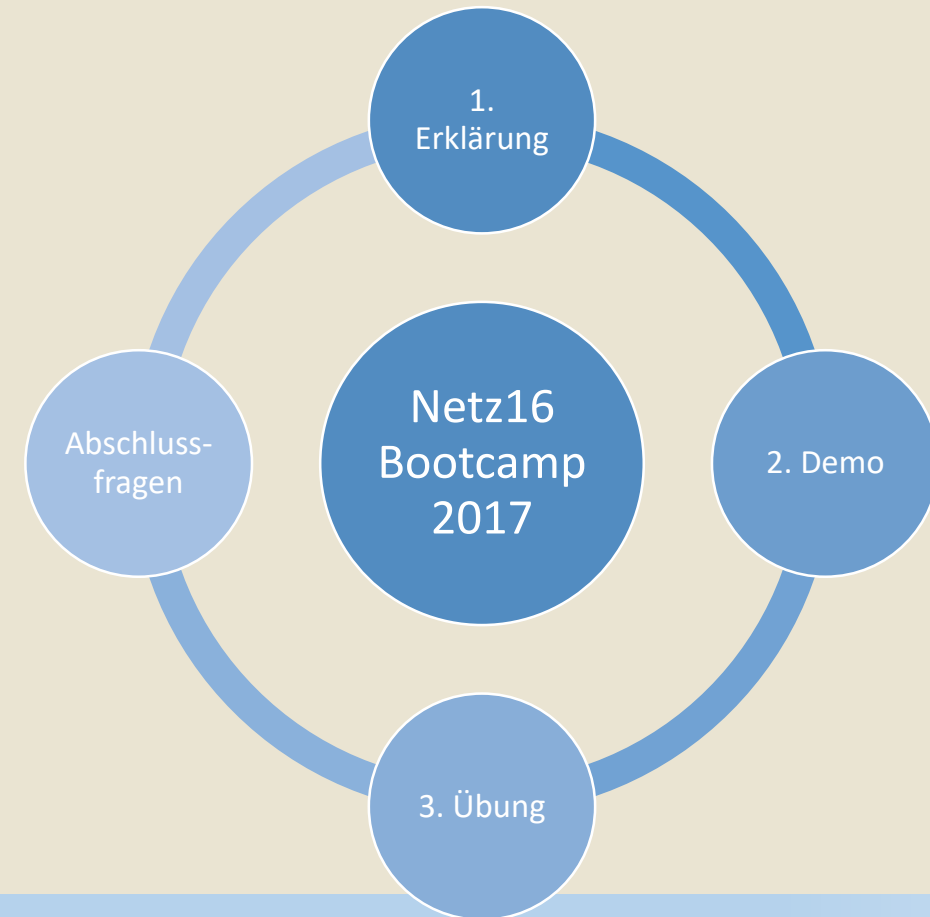 1.
Erklärung
2. Demo
3. Übung
Abschluss-
fragen
Netz16
Bootcamp
2017